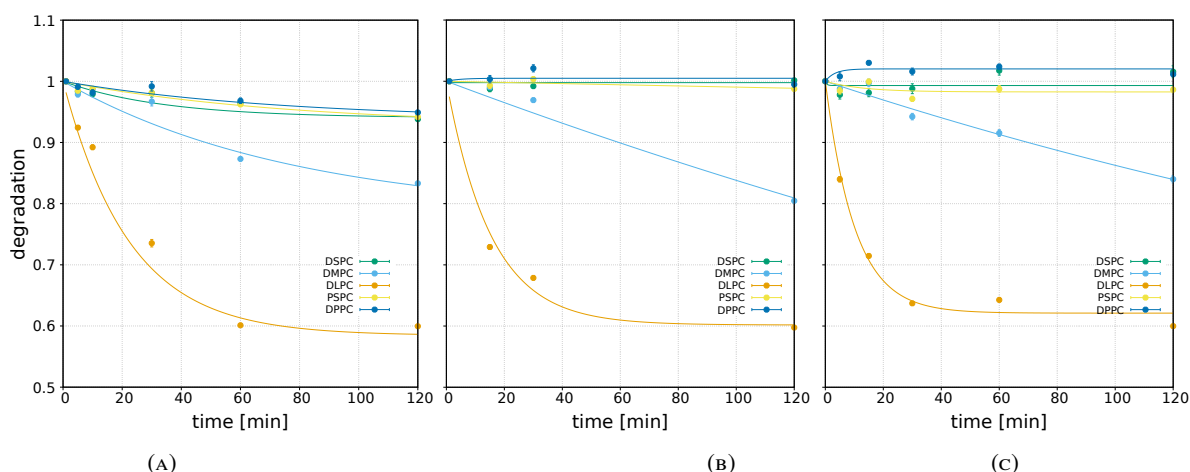 1.1
1
0.9
0.8
0.7
0.6
0.5
degradation
DSPC
DMPC
DLPC
PSPC
DPPC
0 20 40 60 80 100 120
time [min]
(A)
DSPC
DMPC
DLPC
PSPC
DPPC
0 20 40 60 80 100 120
time [min]
(B)
DSPC
DMPC
DLPC
PSPC
DPPC
0 20 40 60 80 100 120
time [min]
(C)